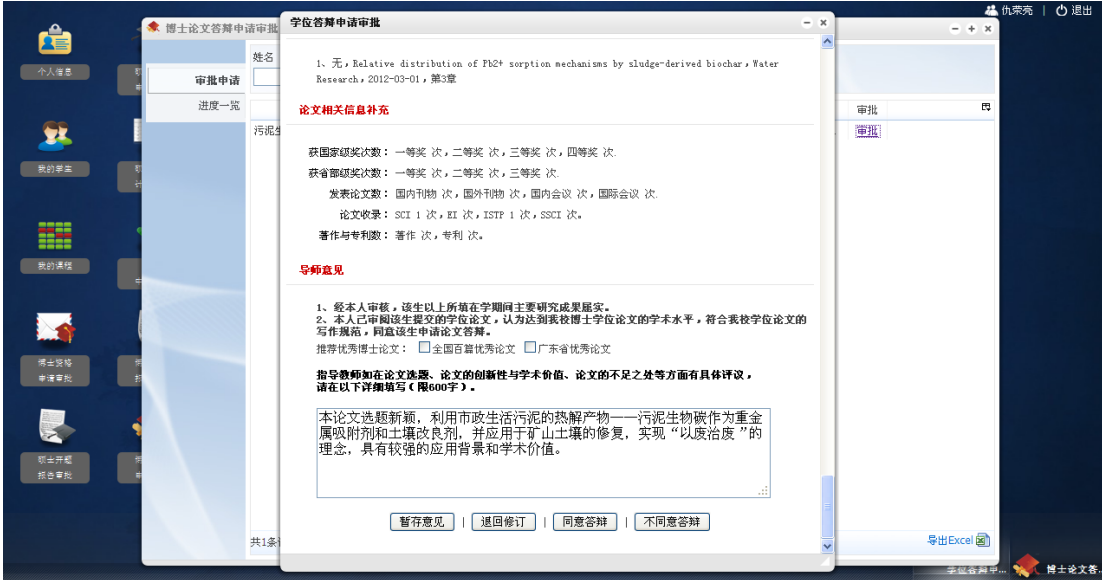 仇荣亮 | 退出
个人信息
我的学生
我的课程
博士资格
申请审批
硕士开题
报告审批
博士论文答辩申请审批
审批申请
进度一览
姓名
审批
审批
共1条
导出Excel
学位答辩申请审批
1、无,Relative distribution of Pb2+ sorption mechanisms by sludge-derived biochar,Water
Research,2012-03-01,第3章
论文相关信息补充
获国家级奖次数: 一等奖 次,二等奖 次,三等奖 次,四等奖 次.
获省部级奖次数: 一等奖 次,二等奖 次,三等奖 次.
发表论文数: 国内刊物 次,国外刊物 次,国内会议 次,国际会议 次.
论文收录: SCI 1 次,EI 次,ISTP 1 次,SSCI 次。
著作与专利数: 著作 次,专利 次。
导师意见
1、经本人审核,该生以上所填在学期间主要研究成果属实。
2、本人已审阅该生提交的学位论文,认为达到我校博士学位论文的学术水平,符合我校学位论文的
写作规范,同意该生申请论文答辩。
推荐优秀博士论文: 全国百篇优秀论文 广东省优秀论文
指导教师如在论文选题、论文的创新性与学术价值、论文的不足之处等方面有具体评议,
请在以下详细填写(限600字)。
本论文选题新颖,利用市政生活污泥的热解产物——污泥生物碳作为重金
属吸附剂和土壤改良剂,并应用于矿山土壤的修复,实现“以废治废”的
理念,具有较强的应用背景和学术价值。
暂存意见 | 退回修订 | 同意答辩 | 不同意答辩
学位答辩申...
博士论文答.